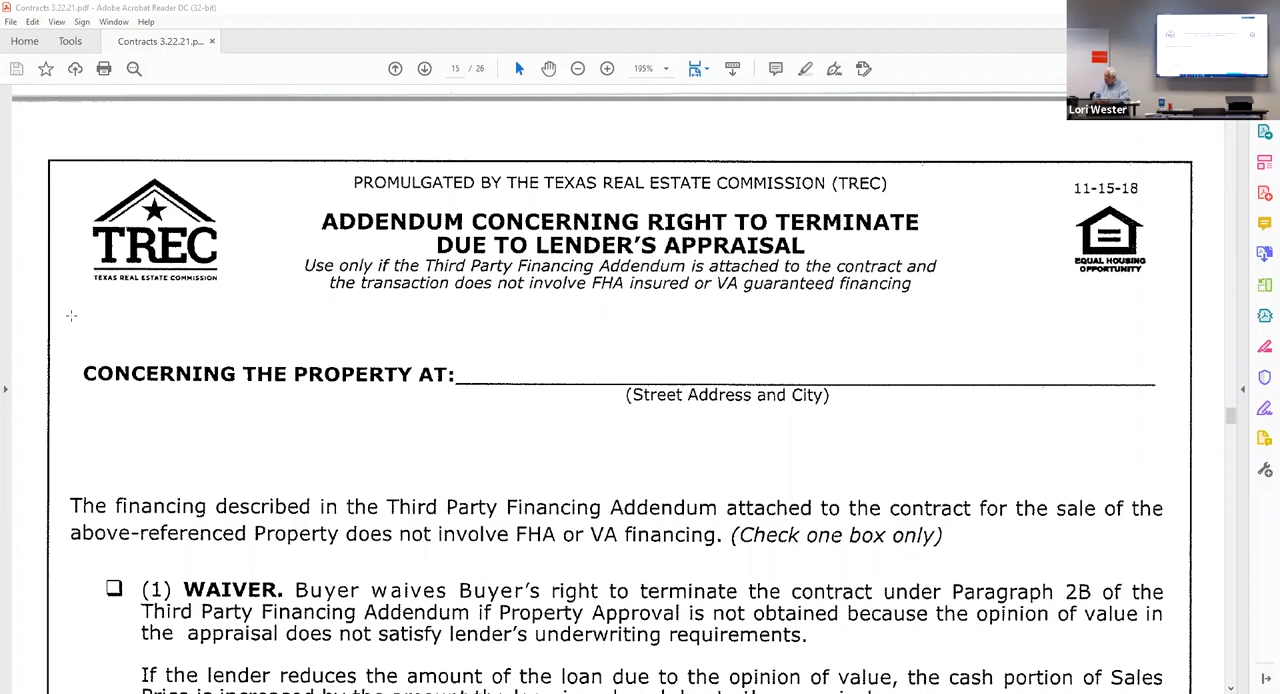 Contracts 3.22.21.pdf - Adobe Acrobat Reader DC (32-bit)
File Edit View Sign Window Help
Home Tools Contracts 3.22.21.p... ×
15 / 26 195%
Lori Wester
PROMULGATED BY THE TEXAS REAL ESTATE COMMISSION (TREC)
11-15-18
TREC
TEXAS REAL ESTATE COMMISSION
ADDENDUM CONCERNING RIGHT TO TERMINATE
DUE TO LENDER'S APPRAISAL
Use only if the Third Party Financing Addendum is attached to the contract and
the transaction does not involve FHA insured or VA guaranteed financing
EQUAL HOUSING
OPPORTUNITY
CONCERNING THE PROPERTY AT:
(Street Address and City)
The financing described in the Third Party Financing Addendum attached to the contract for the sale of the
above-referenced Property does not involve FHA or VA financing. (Check one box only)
(1) WAIVER. Buyer waives Buyer's right to terminate the contract under Paragraph 2B of the
Third Party Financing Addendum if Property Approval is not obtained because the opinion of value in
the appraisal does not satisfy lender's underwriting requirements.
If the lender reduces the amount of the loan due to the opinion of value, the cash portion of Sales